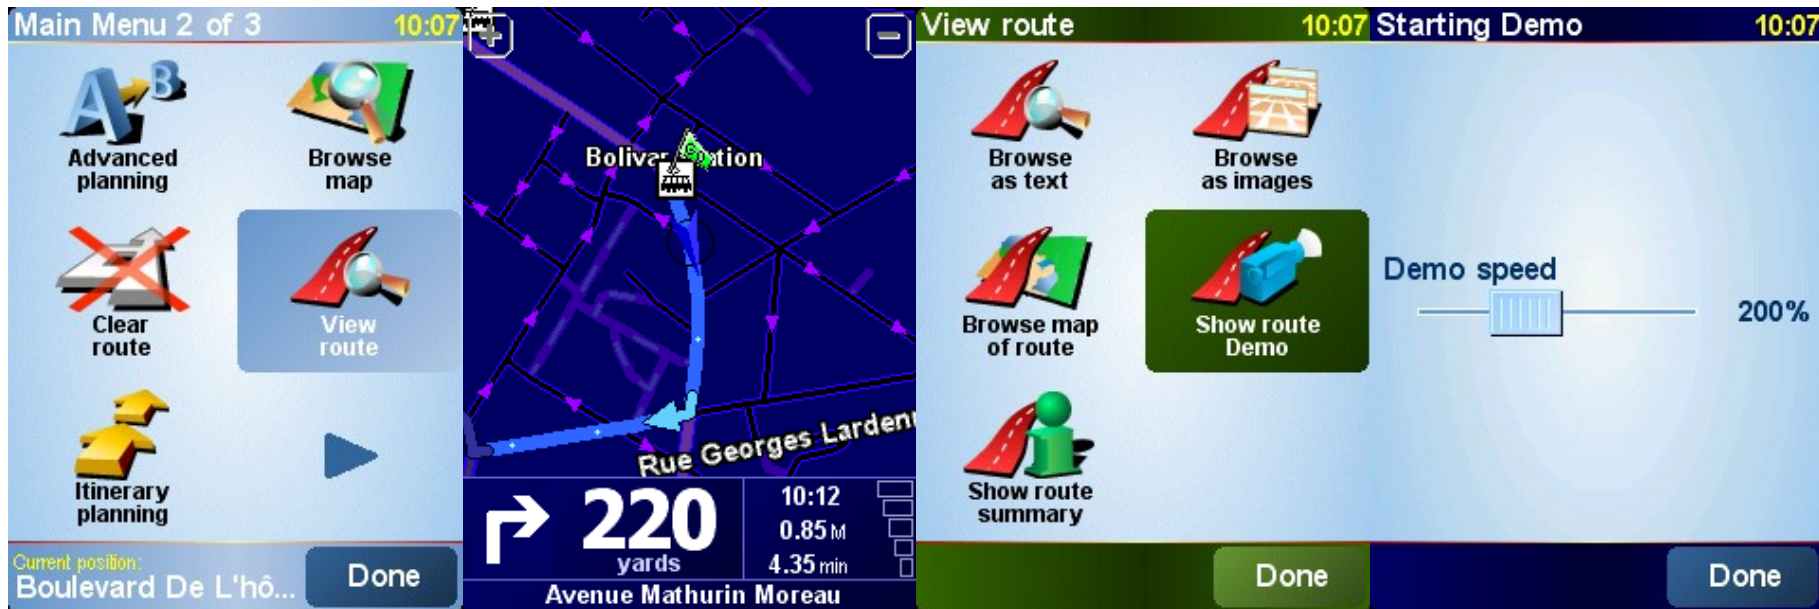 Main Menu 2 of 3
10:07
Advanced
planning
Browse
map
Clear
route
View
route
Itinerary
planning
Current position:
Boulevard De L'hô...
Done
Bolivar
Rue Georges
220
yards
10:12
0.85 M
4.35 min
Avenue Mathurin Moreau
View route
10:07
Browse
as text
Browse
as images
Browse map
of route
Show route
Demo
Show route
summary
Done
Starting Demo
10:07
Demo speed
200%
Done